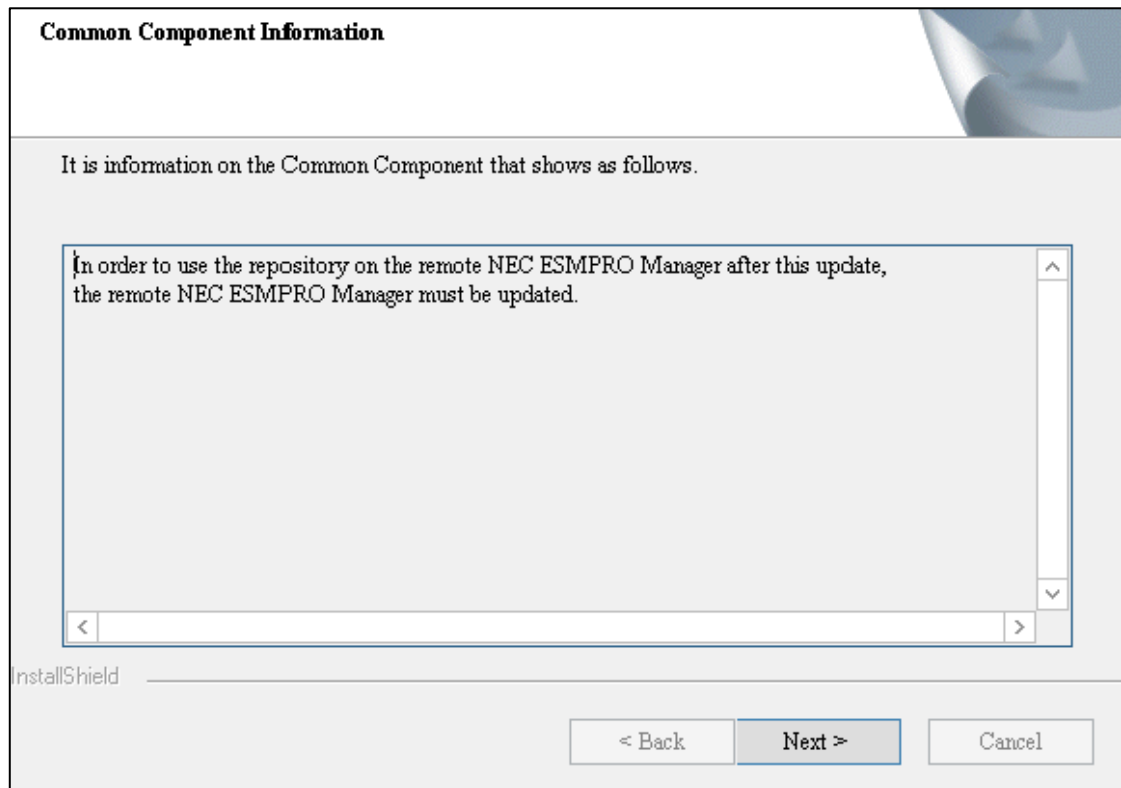 Common Component Information
It is information on the Common Component that shows as follows.
In order to use the repository on the remote NEC ESMPRO Manager after this update,
the remote NEC ESMPRO Manager must be updated.
InstallShield
< Back
Next >
Cancel